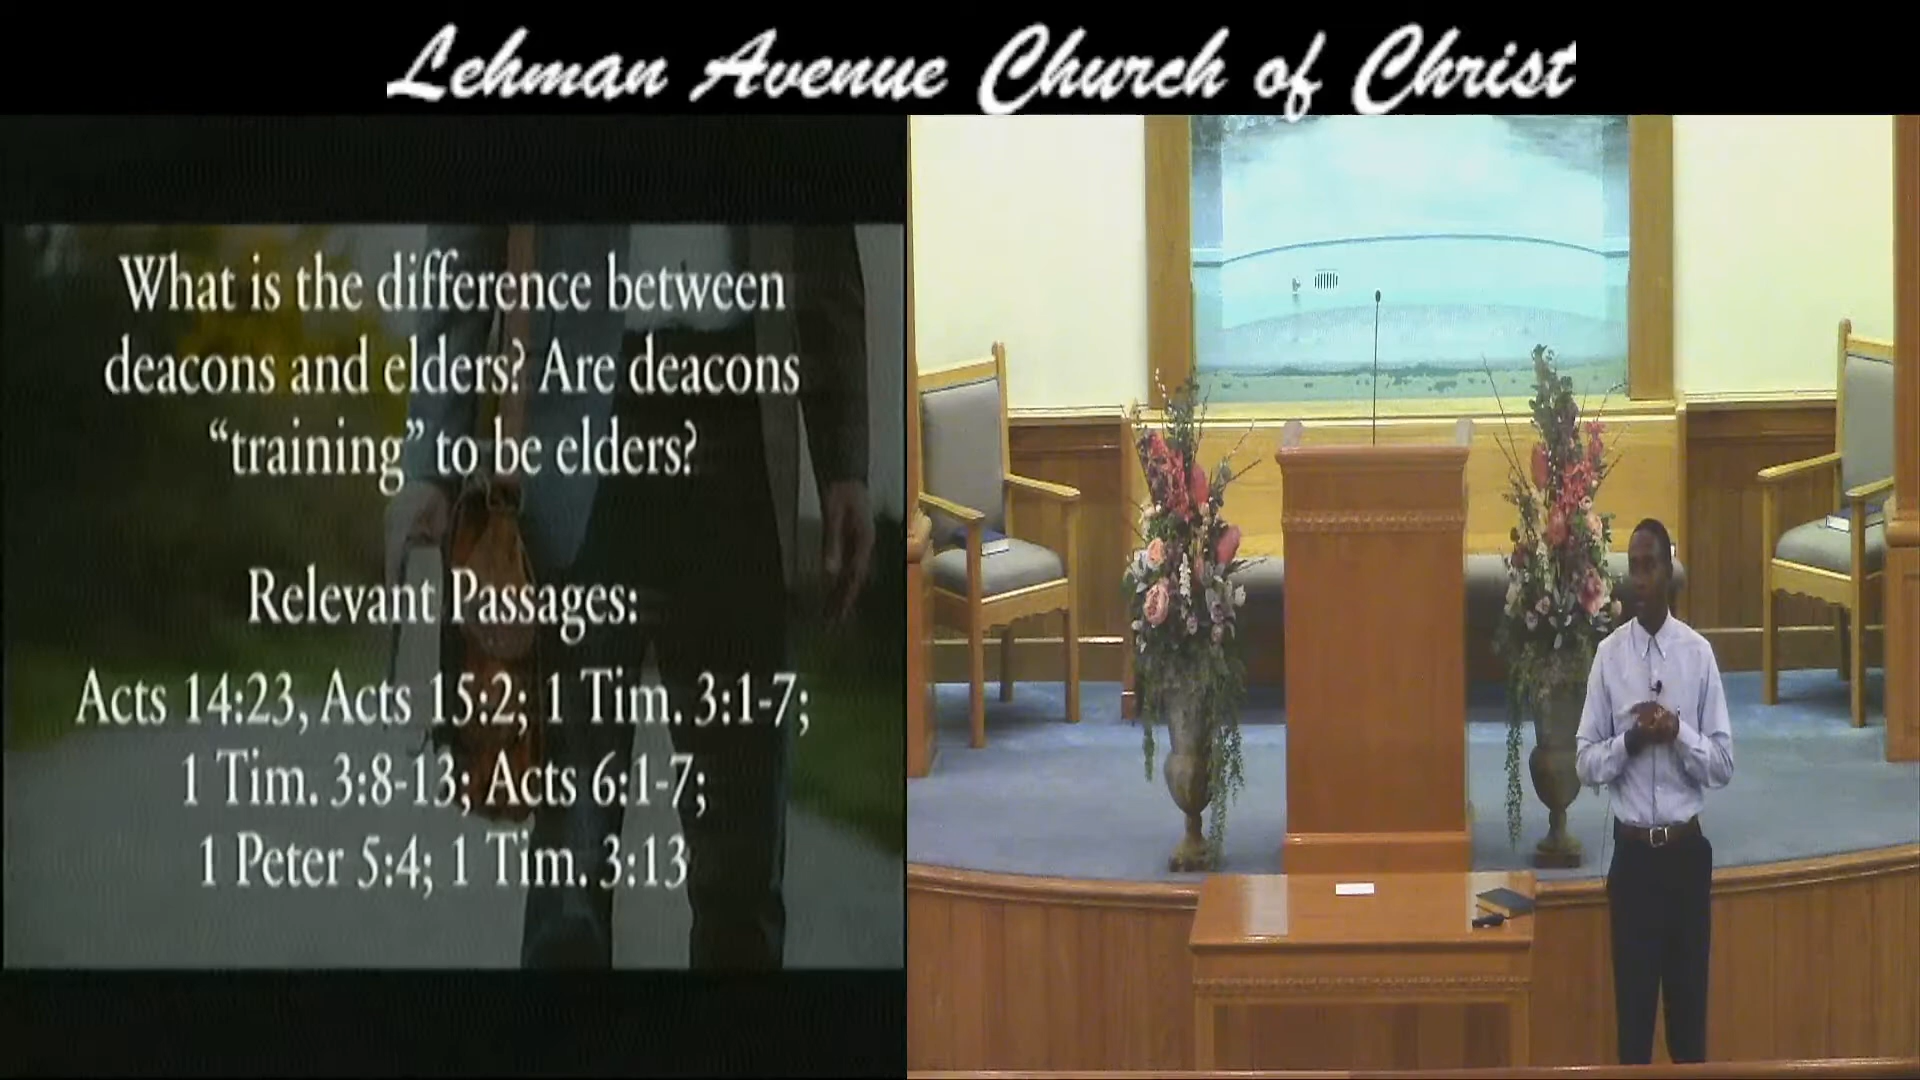 Lehman Avenue Church of Christ
What is the difference between
deacons and elders? Are deacons
“training” to be elders?
Relevant Passages:
Acts 14:23, Acts 15:2; 1 Tim. 3:1-7;
1 Tim. 3:8-13; Acts 6:1-7;
1 Peter 5:4; 1 Tim. 3:13